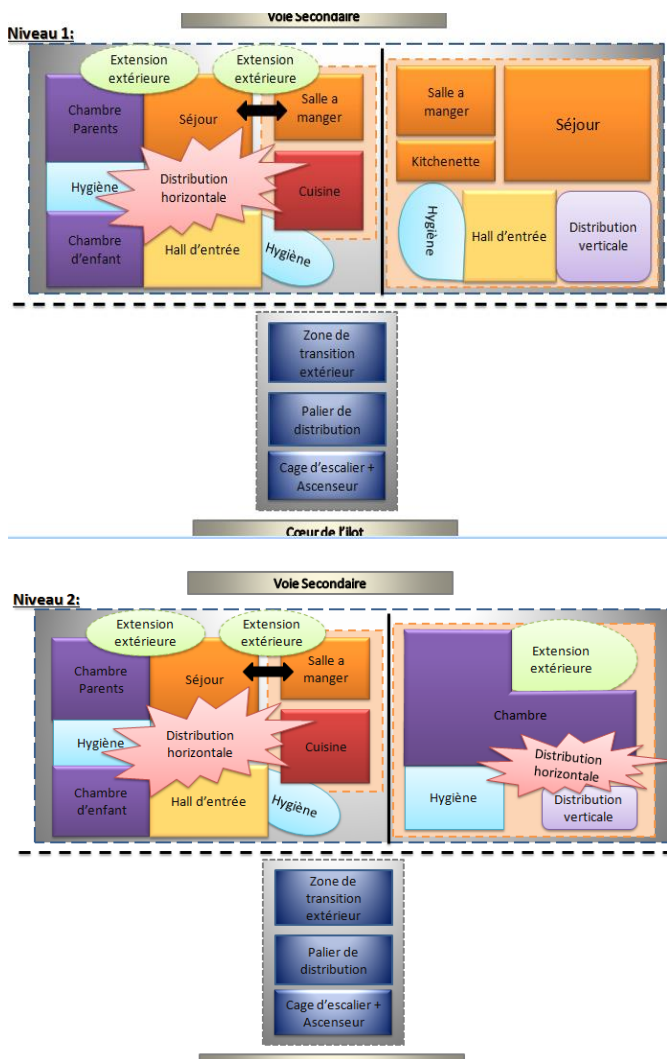 Voie Secondaire
Niveau 1:
Extension
extérieure
Extension
extérieure
Chambre
Parents
Séjour
Salle a
manger
Hygiène
Distribution
horizontale
Cuisine
Chambre
d'enfant
Hall d'entrée
Hygiène
Salle a
manger
Séjour
Kitchenette
Hygiène
Hall d'entrée
Distribution
verticale
Zone de
transition
extérieur
Palier de
distribution
Cage d'escalier +
Ascenseur
Cœur de l'ilot
Voie Secondaire
Niveau 2:
Extension
extérieure
Extension
extérieure
Chambre
Parents
Séjour
Salle a
manger
Hygiène
Distribution
horizontale
Cuisine
Chambre
d'enfant
Hall d'entrée
Hygiène
Extension
extérieure
Chambre
Distribution
horizontale
Hygiène
Distribution
verticale
Zone de
transition
extérieur
Palier de
distribution
Cage d'escalier +
Ascenseur